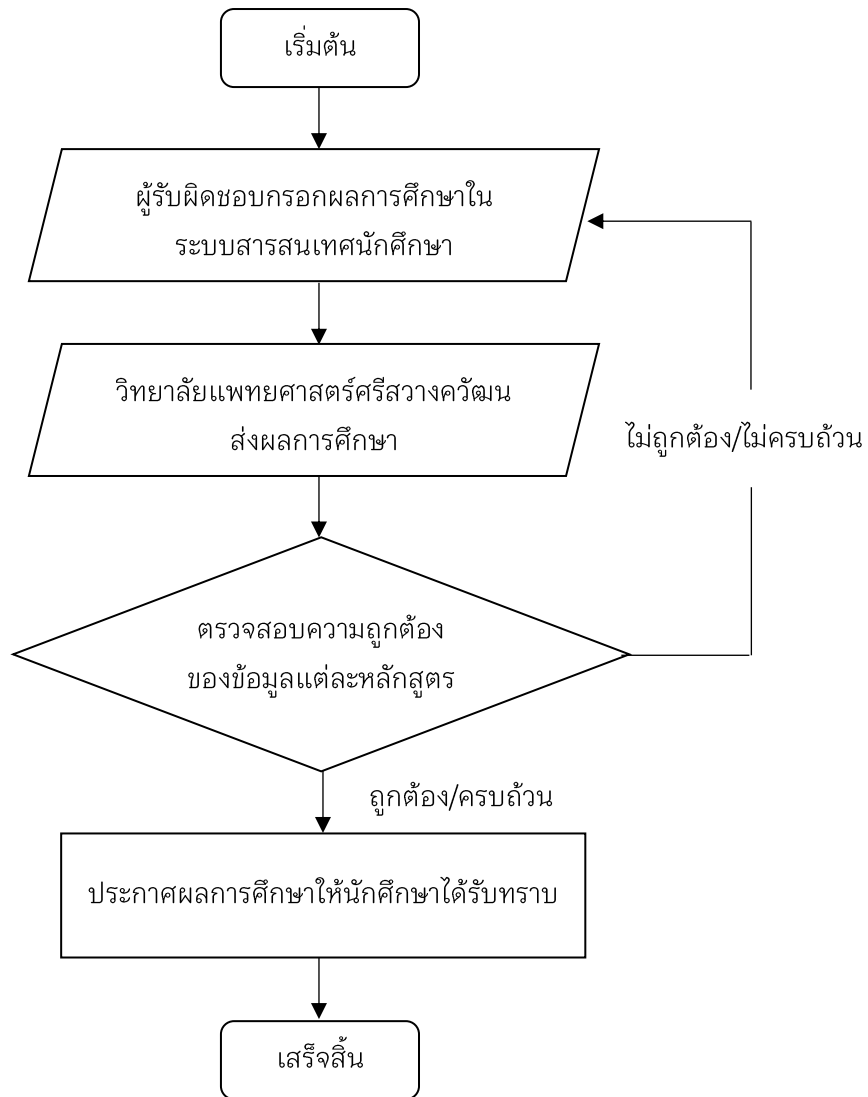 เริ่มต้น
ผู้รับผิดชอบกรอกผลการศึกษาใน
ระบบสารสนเทศนักศึกษา
วิทยาลัยแพทยศาสตร์ศรีสวางควัฒน
ส่งผลการศึกษา
ไม่ถูกต้อง/ไม่ครบถ้วน
ตรวจสอบความถูกต้อง
ของข้อมูลแต่ละหลักสูตร
ถูกต้อง/ครบถ้วน
ประกาศผลการศึกษาให้นักศึกษาได้รับทราบ
เสร็จสิ้น